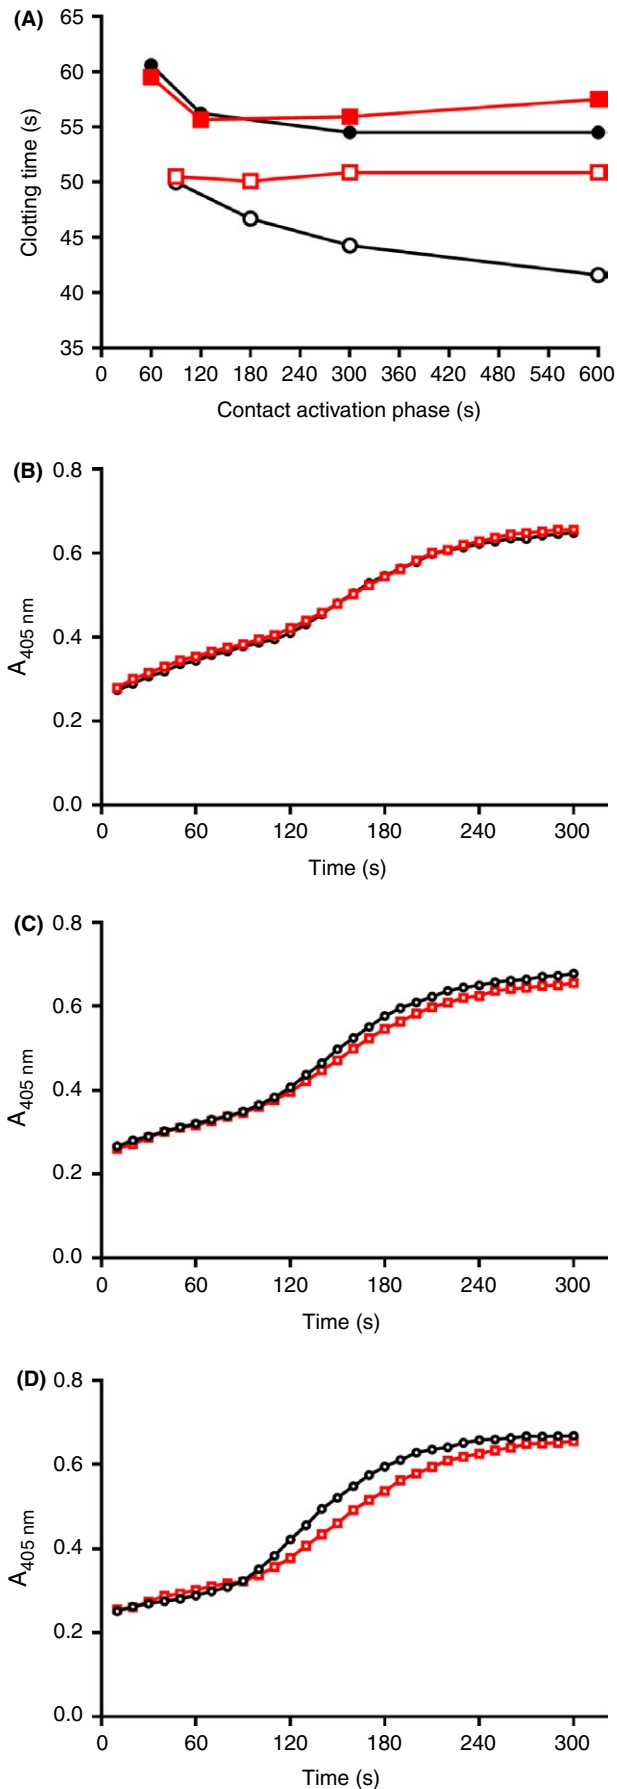 (A)
65
60
55
50
45
40
35
Clotting time (s)
0 60 120 180 240 300 360 420 480 540 600
Contact activation phase (s)
(B)
0.8
0.6
0.4
0.2
0.0
A405 nm
0 60 120 180 240 300
Time (s)
(C)
0.8
0.6
0.4
0.2
0.0
A405 nm
0 60 120 180 240 300
Time (s)
(D)
0.8
0.6
0.4
0.2
0.0
A405 nm
0 60 120 180 240 300
Time (s)